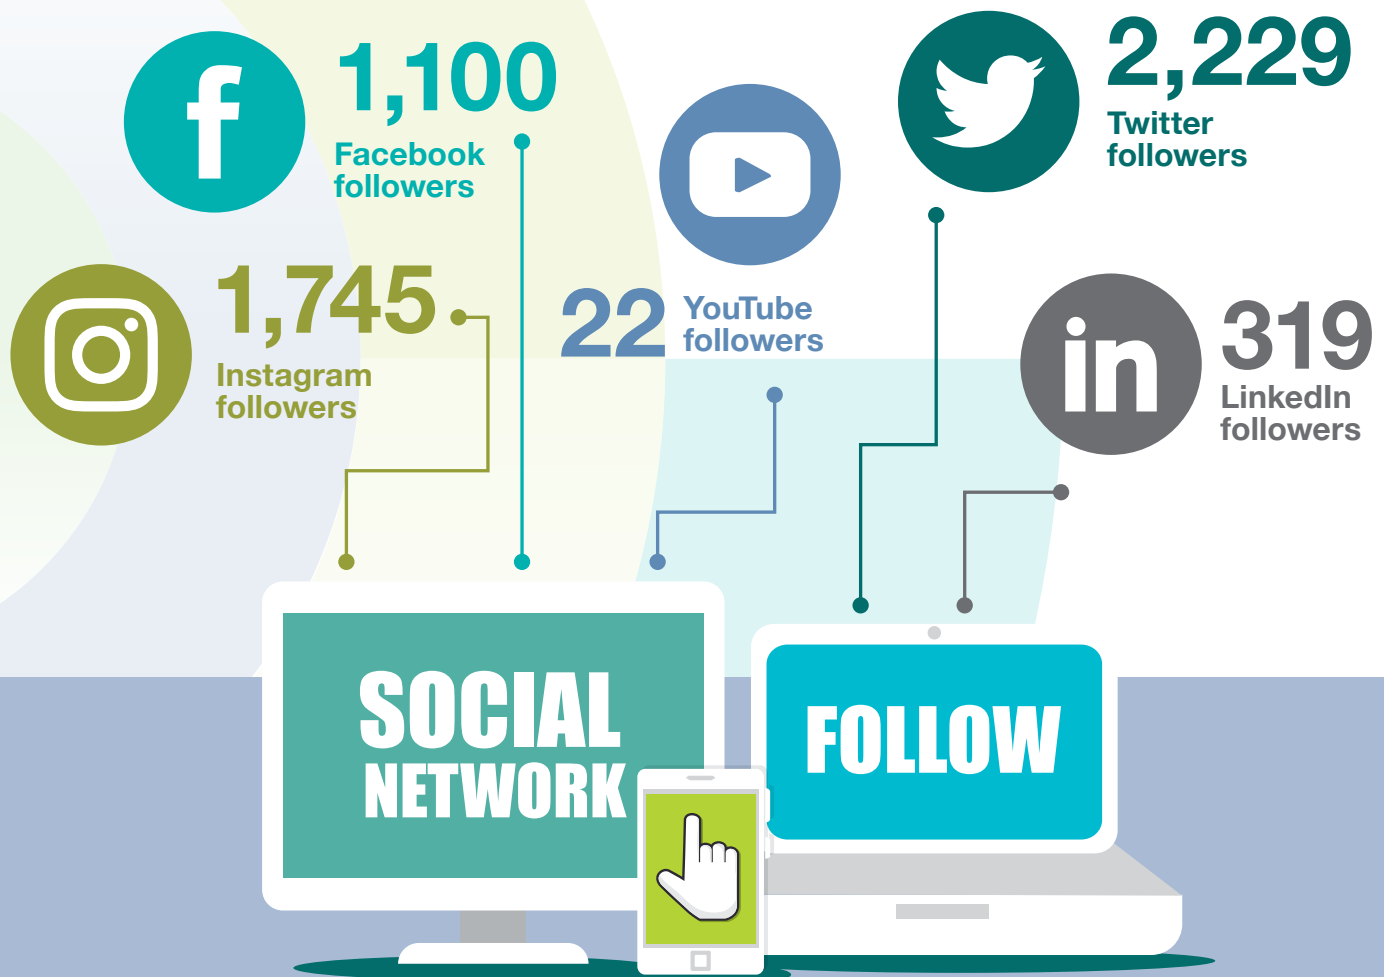 1,100
Facebook
followers
2,229
Twitter
followers
1,745
Instagram
followers
22
YouTube
followers
in
319
LinkedIn
followers
SOCIAL
NETWORK
FOLLOW